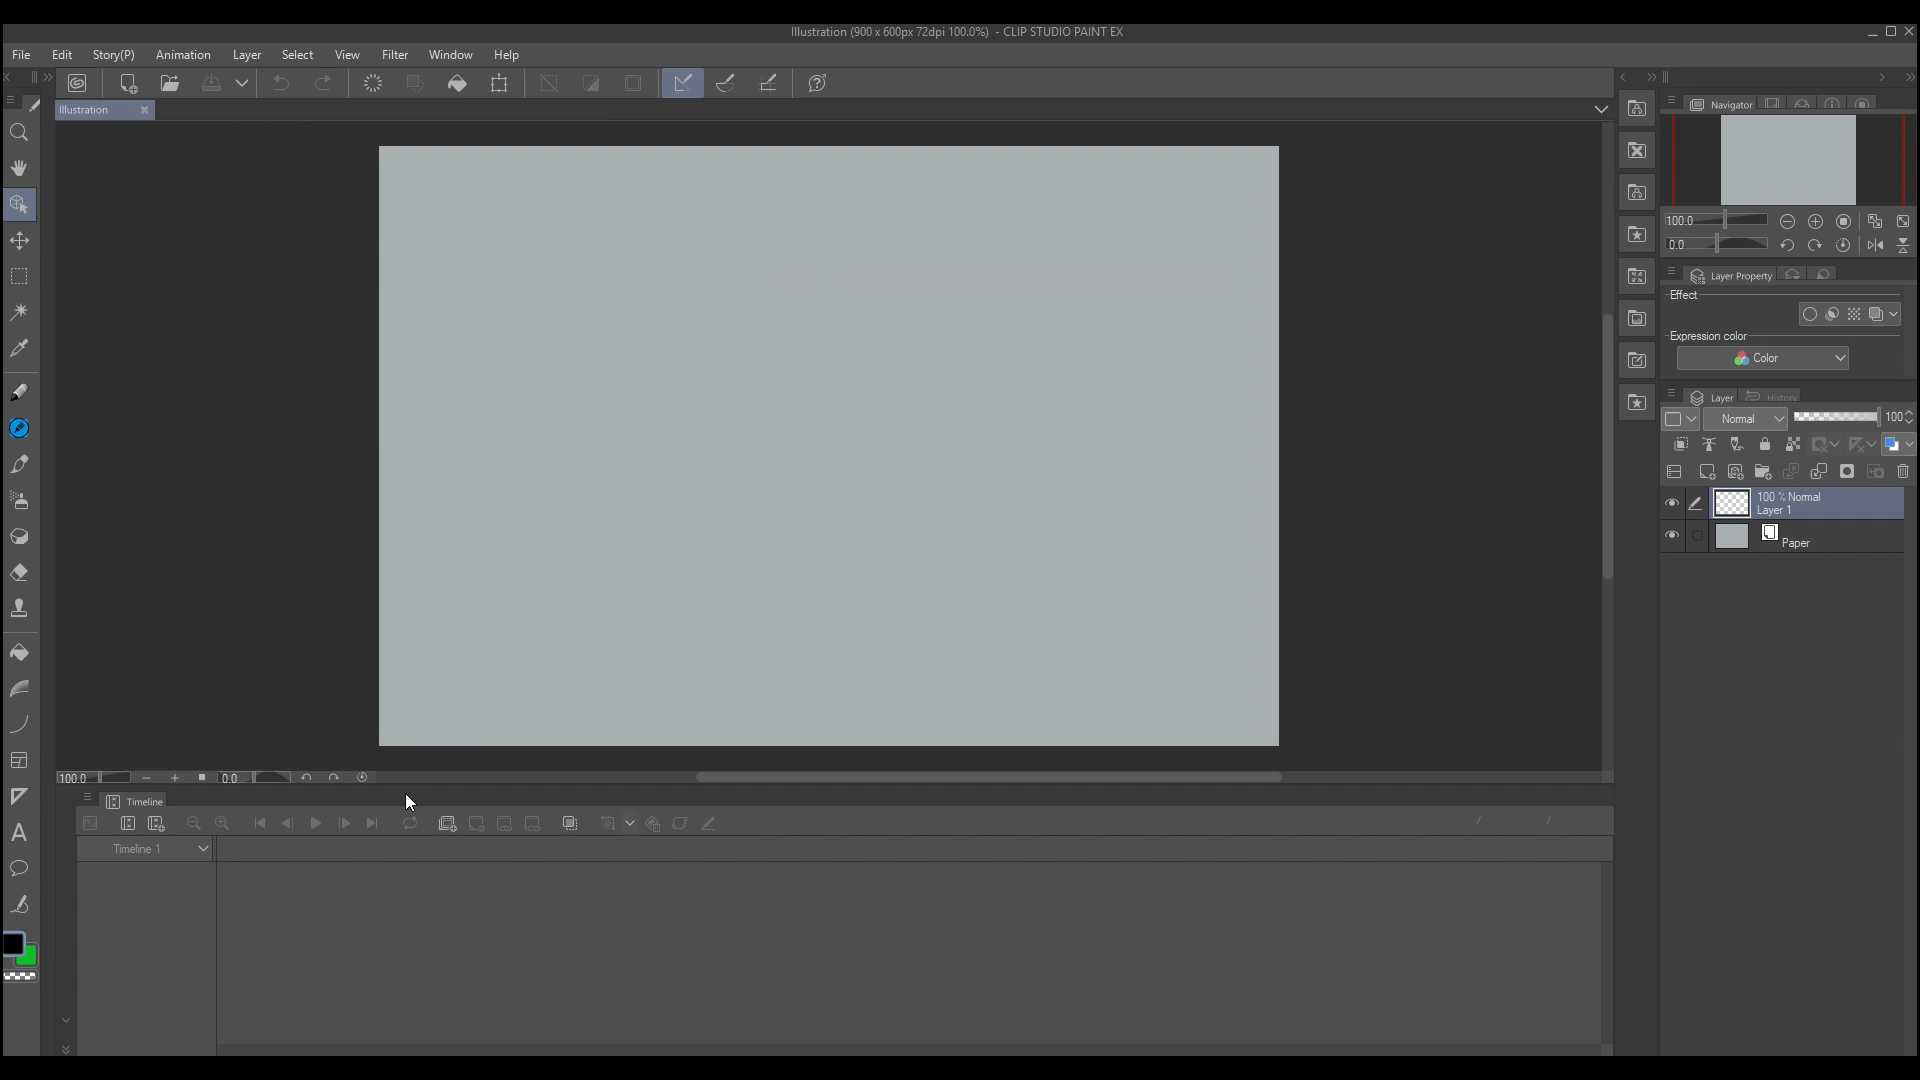 Illustration (900 x 600px 72dpi 100.0%) - CLIP STUDIO PAINT EX
File Edit Story(P) Animation Layer Select View Filter Window Help
Illustration
Navigator
100.0
0.0
Layer Property
Effect
Expression color
Color
Layer History
Normal 100
100 % Normal
Layer 1
Paper
100.0 0.0
Timeline
/ /
Timeline 1